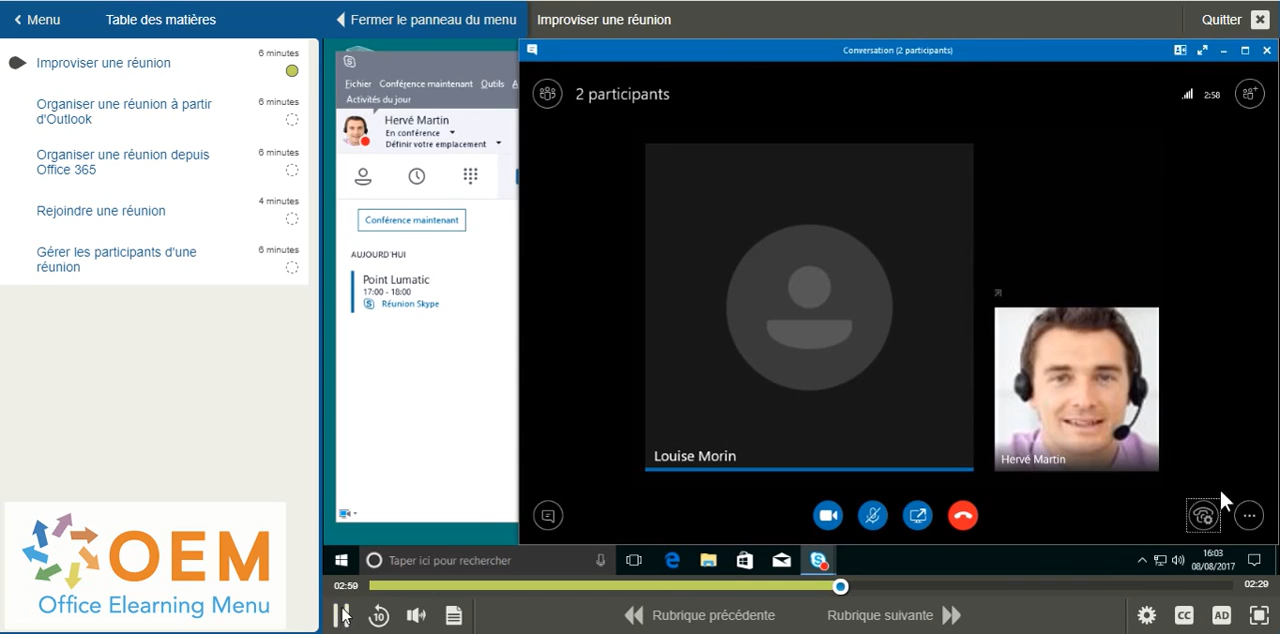 Menu
Table des matières
Fermer le panneau du menu
Improviser une réunion
Quitter
Improviser une réunion
6 minutes
Organiser une réunion à partir
d'Outlook
6 minutes
Organiser une réunion depuis
Office 365
6 minutes
Rejoindre une réunion
4 minutes
Gérer les participants d'une
réunion
6 minutes
OEM
Office Elearning Menu
Fichier Conférence maintenant Outils A
Activités du jour
Hervé Martin
En conférence
Définir votre emplacement
Conférence maintenant
AUJOURD'HUI
Point Lumatic
17:00 - 18:00
Réunion Skype
Conversation (2 participants)
2 participants
2:58
Louise Morin
Hervé Martin
Taper ici pour rechercher
16:03
08/08/2017
02:59
02:29
10
Rubrique précédente
Rubrique suivante
CC
AD